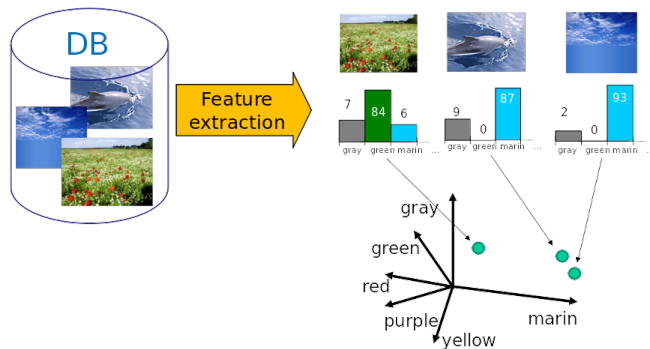 DB
Feature
extraction
7 84 6
gray green marin ...
9 0 87
gray green marin ...
2 0 93
gray green marin ...
gray
green
red
purple
yellow
marin